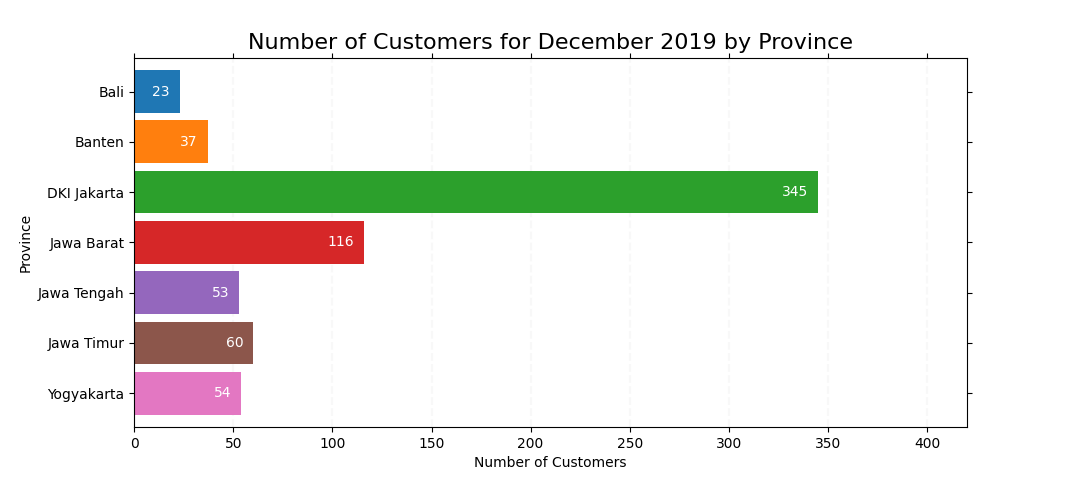 Number of Customers for December 2019 by Province
Province
Bali 23
Banten 37
DKI Jakarta 345
Jawa Barat 116
Jawa Tengah 53
Jawa Timur 60
Yogyakarta 54
0 50 100 150 200 250 300 350 400
Number of Customers